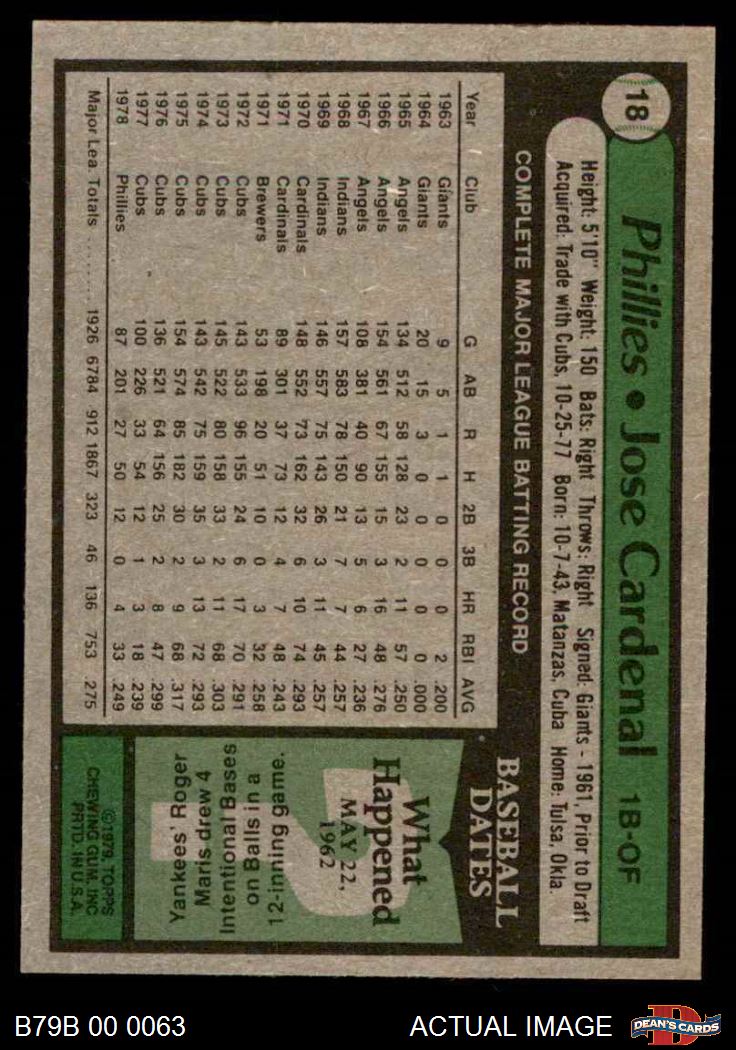 18
Phillies • Jose Cardenal 1B-OF
Height: 5'10" Weight: 150 Bats: Right Throws: Right Signed: Giants - 1961, Prior to Draft
Acquired: Trade with Cubs, 10-25-77 Born: 10-7-43, Matanzas, Cuba Home: Tulsa, Okla.
COMPLETE MAJOR LEAGUE BATTING RECORD
Year Club G AB R H 2B 3B HR RBI AVG
1963 Giants 9 5 1 1 0 0 0 2 .200
1964 Giants 20 15 3 0 0 0 0 0 .000
1965 Angels 134 512 58 128 23 2 11 57 .250
1966 Angels 154 561 67 155 15 3 16 48 .276
1967 Angels 108 381 40 90 13 5 6 27 .236
1968 Indians 157 583 78 150 21 7 7 44 .257
1969 Indians 146 557 75 143 26 3 11 45 .257
1970 Cardinals 148 552 73 162 32 6 10 74 .293
1971 Cardinals 89 301 37 73 12 4 7 48 .243
1971 Brewers 53 198 20 51 10 0 3 32 .258
1972 Cubs 143 533 96 155 24 6 17 70 .291
1973 Cubs 145 522 80 158 33 2 11 68 .303
1974 Cubs 143 542 75 159 35 3 13 72 .293
1975 Cubs 154 574 85 182 30 2 9 68 .317
1976 Cubs 136 521 64 156 25 2 8 47 .299
1977 Cubs 100 226 33 54 12 1 3 18 .239
1978 Phillies 87 201 27 50 12 0 4 33 .249
Major Lea Totals ........ 1926 6784 912 1867 323 46 136 753 .275
BASEBALL
DATES
What
Happened
MAY 22,
1962
Yankees' Roger
Maris drew 4
Intentional Bases
on Balls in a
12-inning game.
©1979, TOPPS
CHEWING GUM, INC
PRTD. IN U.S.A.
B79B 00 0063
ACTUAL IMAGE
D
DEAN'S CARDS